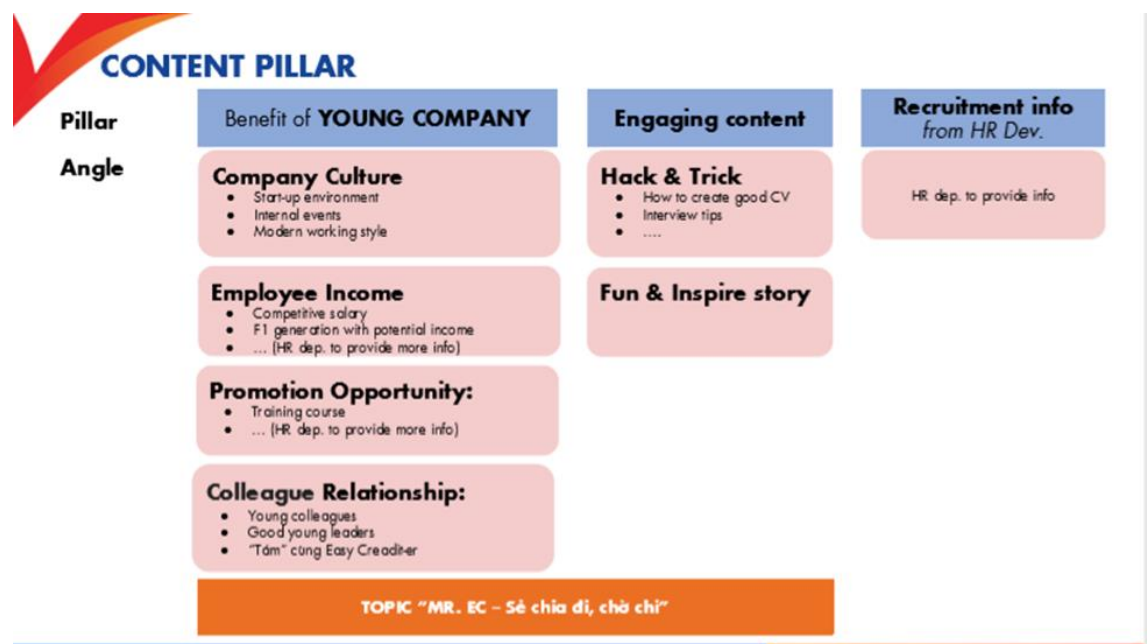 CONTENT PILLAR
Pillar
Benefit of YOUNG COMPANY
Engaging content
Recruitment info
from HR Dev.
Angle
Company Culture
• Start-up environment
• Internal events
• Modern working style
Hack & Trick
• How to create good CV
• Interview tips
• ....
HR dep. to provide info
Employee Income
• Competitive salary
• F1 generation with potential income
• ... (HR dep. to provide more info)
Fun & Inspire story
Promotion Opportunity:
• Training course
• ... (HR dep. to provide more info)
Colleague Relationship:
• Young colleagues
• Good young leaders
• "Tám" cùng Easy Creadit-er
TOPIC "MR. EC – Sẻ chia đi, chờ chi"